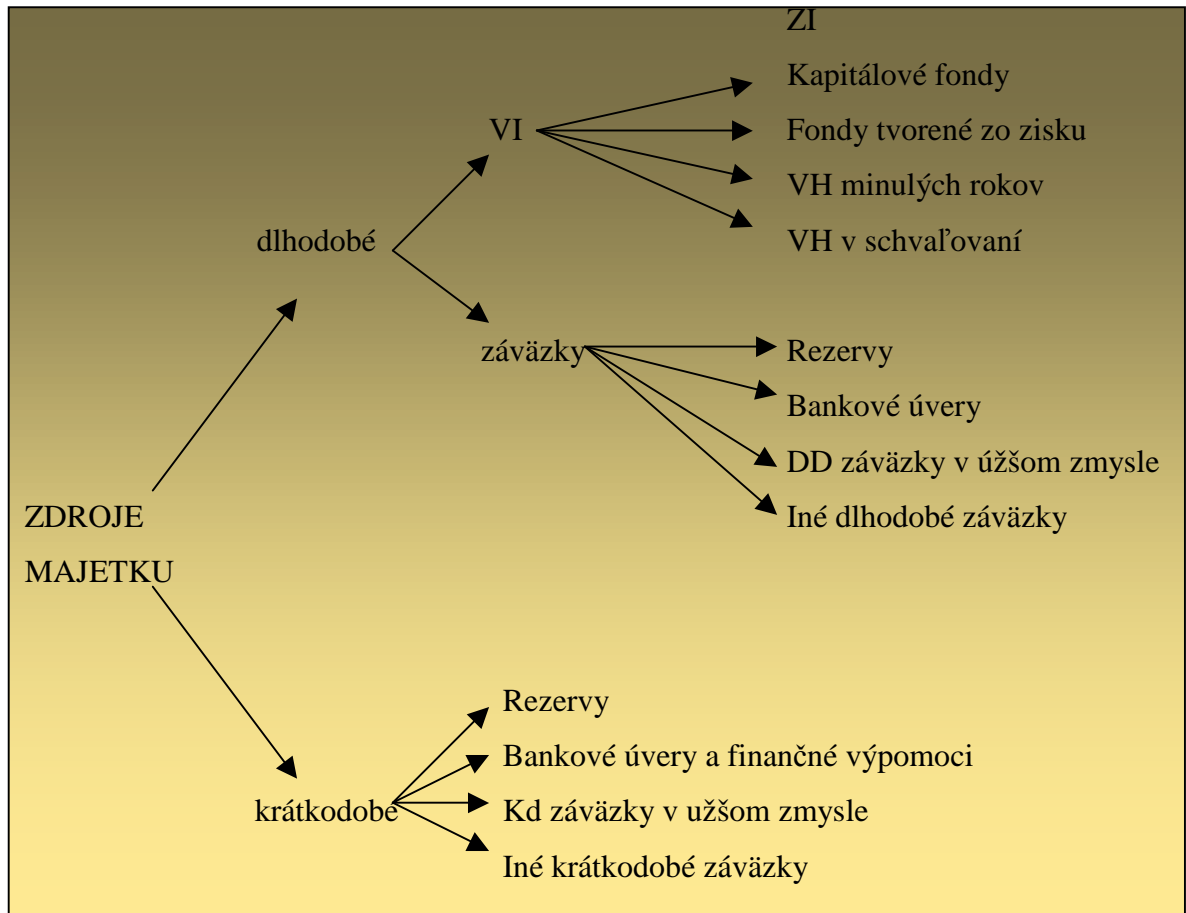 ZI
Kapitálové fondy
VI
Fondy tvorené zo zisku
VH minulých rokov
dlhodobé
VH v schvaľovaní
záväzky
Rezervy
Bankové úvery
DD záväzky v úžšom zmysle
Iné dlhodobé záväzky
ZDROJE
MAJETKU
Rezervy
Bankové úvery a finančné výpomoci
krátkodobé
Kd záväzky v užšom zmysle
Iné krátkodobé záväzky